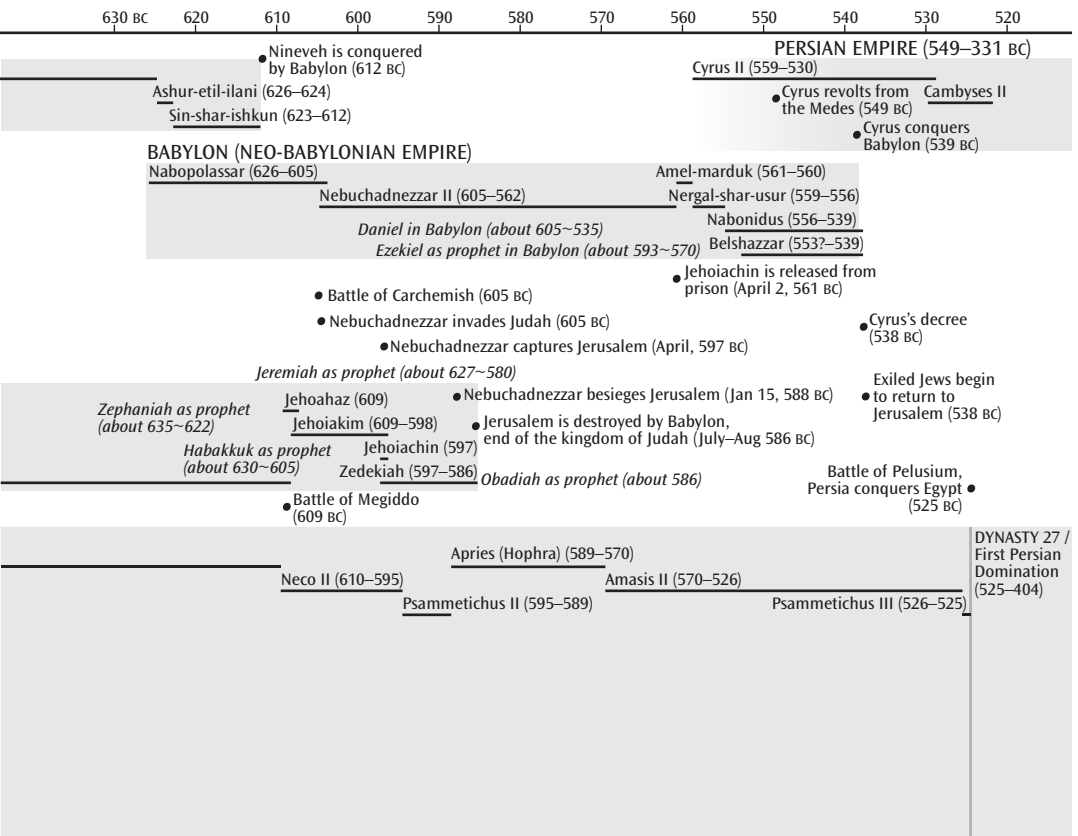 630 BC 620 610 600 590 580 570 560 550 540 530 520
Nineveh is conquered
by Babylon (612 BC)
Ashur-etil-ilani (626–624)
Sin-shar-ishkun (623–612)
PERSIAN EMPIRE (549–331 BC)
Cyrus II (559–530)
Cyrus revolts from
the Medes (549 BC)
Cambyses II
Cyrus conquers
Babylon (539 BC)
BABYLON (NEO-BABYLONIAN EMPIRE)
Nabopolassar (626–605)
Amel-marduk (561–560)
Nebuchadnezzar II (605–562)
Nergal-shar-usur (559–556)
Nabonidus (556–539)
Daniel in Babylon (about 605~535)
Belshazzar (553?–539)
Ezekiel as prophet in Babylon (about 593~570)
Jehoiachin is released from
prison (April 2, 561 BC)
Battle of Carchemish (605 BC)
Nebuchadnezzar invades Judah (605 BC)
Cyrus's decree
(538 BC)
Nebuchadnezzar captures Jerusalem (April, 597 BC)
Jeremiah as prophet (about 627~580)
Exiled Jews begin
to return to
Jerusalem (538 BC)
Nebuchadnezzar besieges Jerusalem (Jan 15, 588 BC)
Jehoahaz (609)
Zephaniah as prophet
(about 635~622)
Jehoiakim (609–598)
Jerusalem is destroyed by Babylon,
end of the kingdom of Judah (July–Aug 586 BC)
Jehoiachin (597)
Habakkuk as prophet
(about 630~605)
Zedekiah (597–586)
Obadiah as prophet (about 586)
Battle of Pelusium,
Persia conquers Egypt
(525 BC)
Battle of Megiddo
(609 BC)
DYNASTY 27 /
First Persian
Domination
(525–404)
Apries (Hophra) (589–570)
Neco II (610–595)
Amasis II (570–526)
Psammetichus II (595–589)
Psammetichus III (526–525)